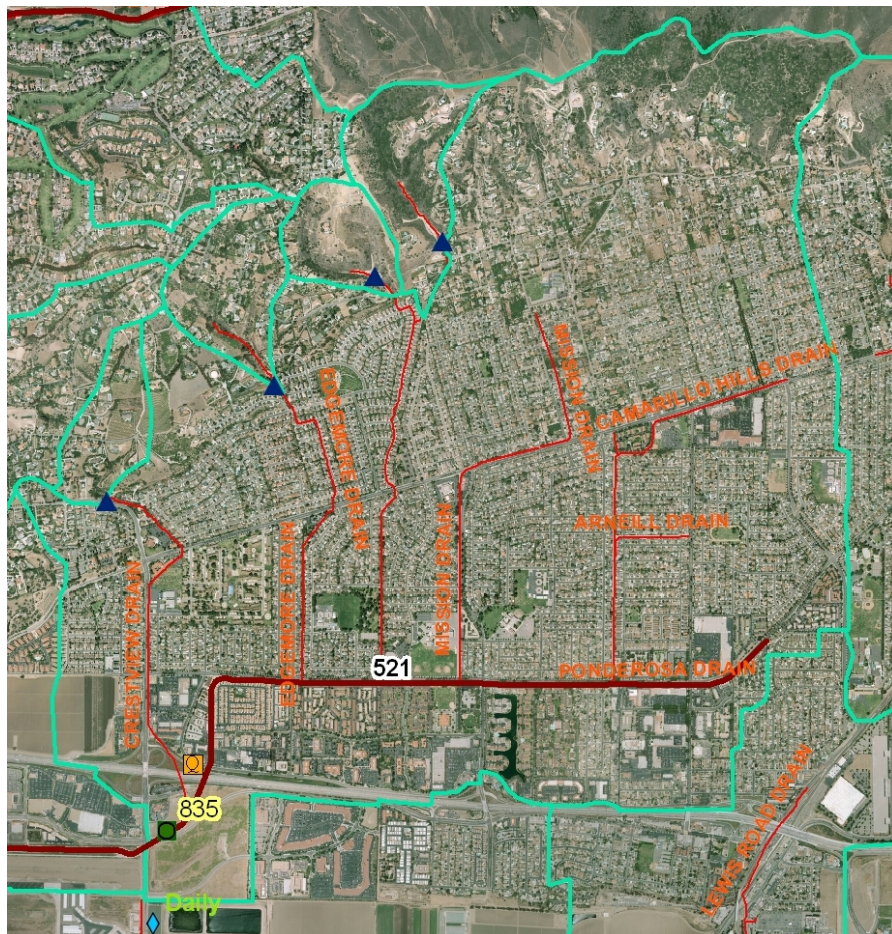 MISSION DRAIN
CAMARILLO HILLS DRAIN
EDGEMORE DRAIN
ARNEILL DRAIN
MISSION DRAIN
EDGEMORE DRAIN
CRESTVIEW DRAIN
521
PONDEROSA DRAIN
835
LEWIS ROAD DRAIN
Daily